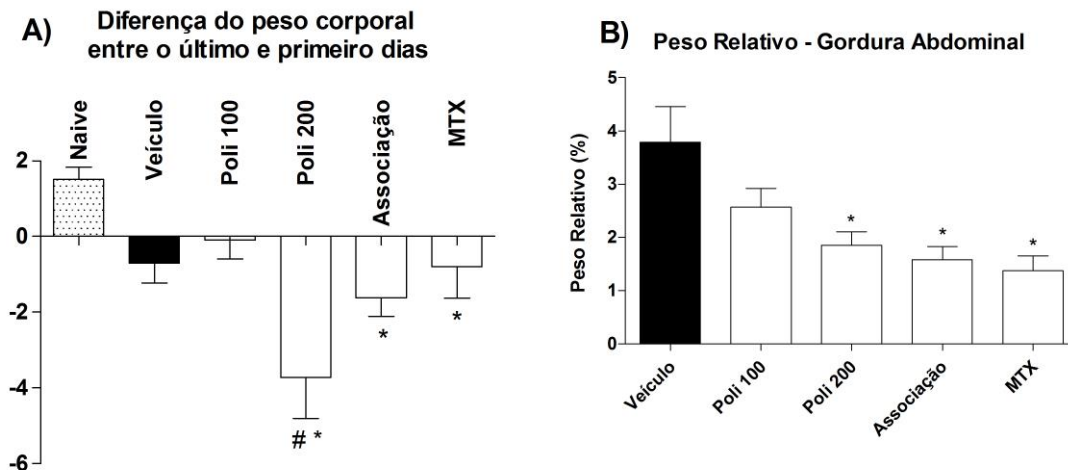 A)
Diferença do peso corporal
entre o último e primeiro dias
Naive
Veículo
Poli 100
Poli 200
Associação
MTX
2
0
-2
-4
-6
*
*
# *
B)
Peso Relativo - Gordura Abdominal
Peso Relativo (%)
5
4
3
2
1
0
*
*
*
Veículo
Poli 100
Poli 200
Associação
MTX